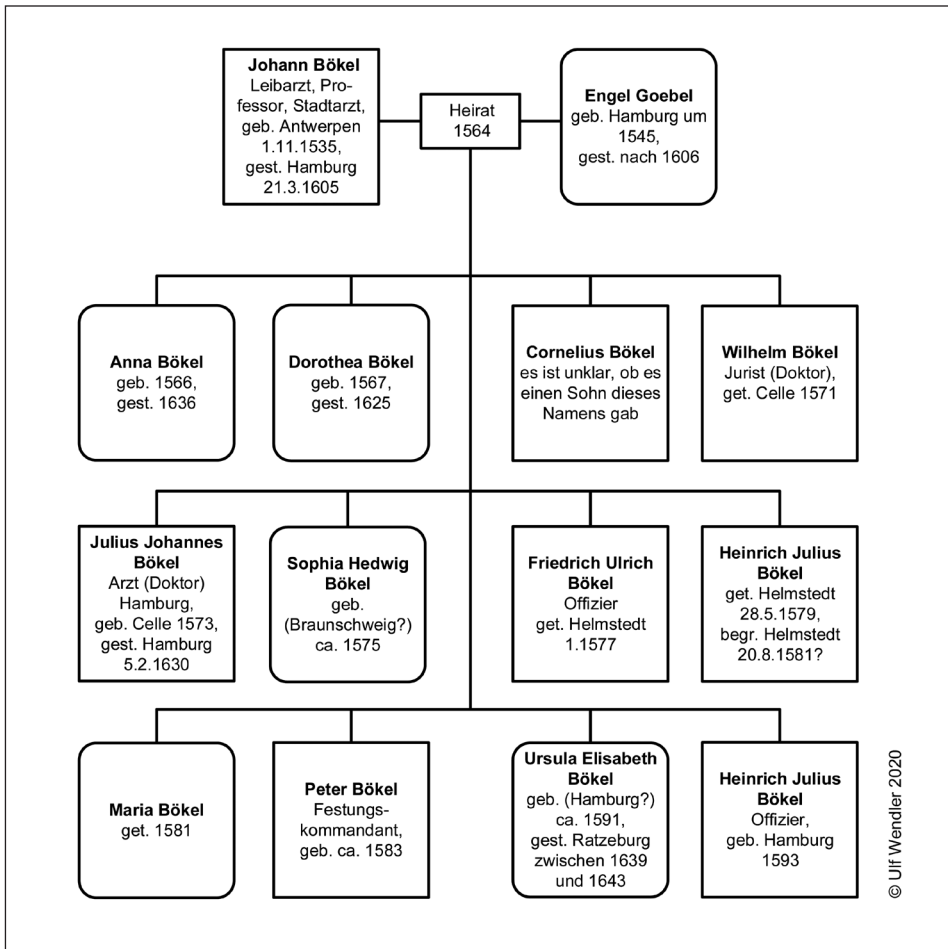 Johann Bökel
Leibarzt, Pro-
fessor, Stadtarzt,
geb. Antwerpen
1.11.1535,
gest. Hamburg
21.3.1605
Heirat
1564
Engel Goebel
geb. Hamburg um
1545,
gest. nach 1606
Anna Bökel
geb. 1566,
gest. 1636
Dorothea Bökel
geb. 1567,
gest. 1625
Cornelius Bökel
es ist unklar, ob es
einen Sohn dieses
Namens gab
Wilhelm Bökel
Jurist (Doktor),
get. Celle 1571
Julius Johannes
Bökel
Arzt (Doktor)
Hamburg,
geb. Celle 1573,
gest. Hamburg
5.2.1630
Sophia Hedwig
Bökel
geb.
(Braunschweig?)
ca. 1575
Friedrich Ulrich
Bökel
Offizier
get. Helmstedt
1.1577
Heinrich Julius
Bökel
get. Helmstedt
28.5.1579,
begr. Helmstedt
20.8.1581?
Maria Bökel
get. 1581
Peter Bökel
Festungs-
kommandant,
geb. ca. 1583
Ursula Elisabeth
Bökel
geb. (Hamburg?)
ca. 1591,
gest. Ratzeburg
zwischen 1639
und 1643
Heinrich Julius
Bökel
Offizier,
geb. Hamburg
1593
© Ulf Wendler 2020